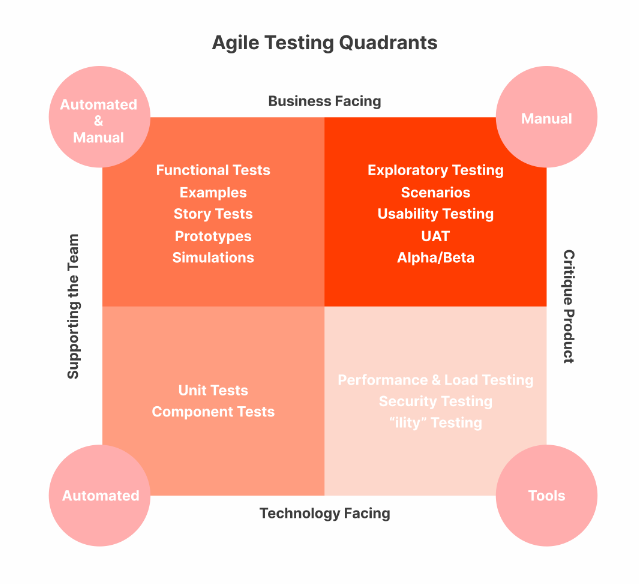 Agile Testing Quadrants
Business Facing
Automated
&
Manual
Manual
Functional Tests
Examples
Story Tests
Prototypes
Simulations
Exploratory Testing
Scenarios
Usability Testing
UAT
Alpha/Beta
Supporting the Team
Critique Product
Unit Tests
Component Tests
Performance & Load Testing
Security Testing
“ility” Testing
Automated
Tools
Technology Facing